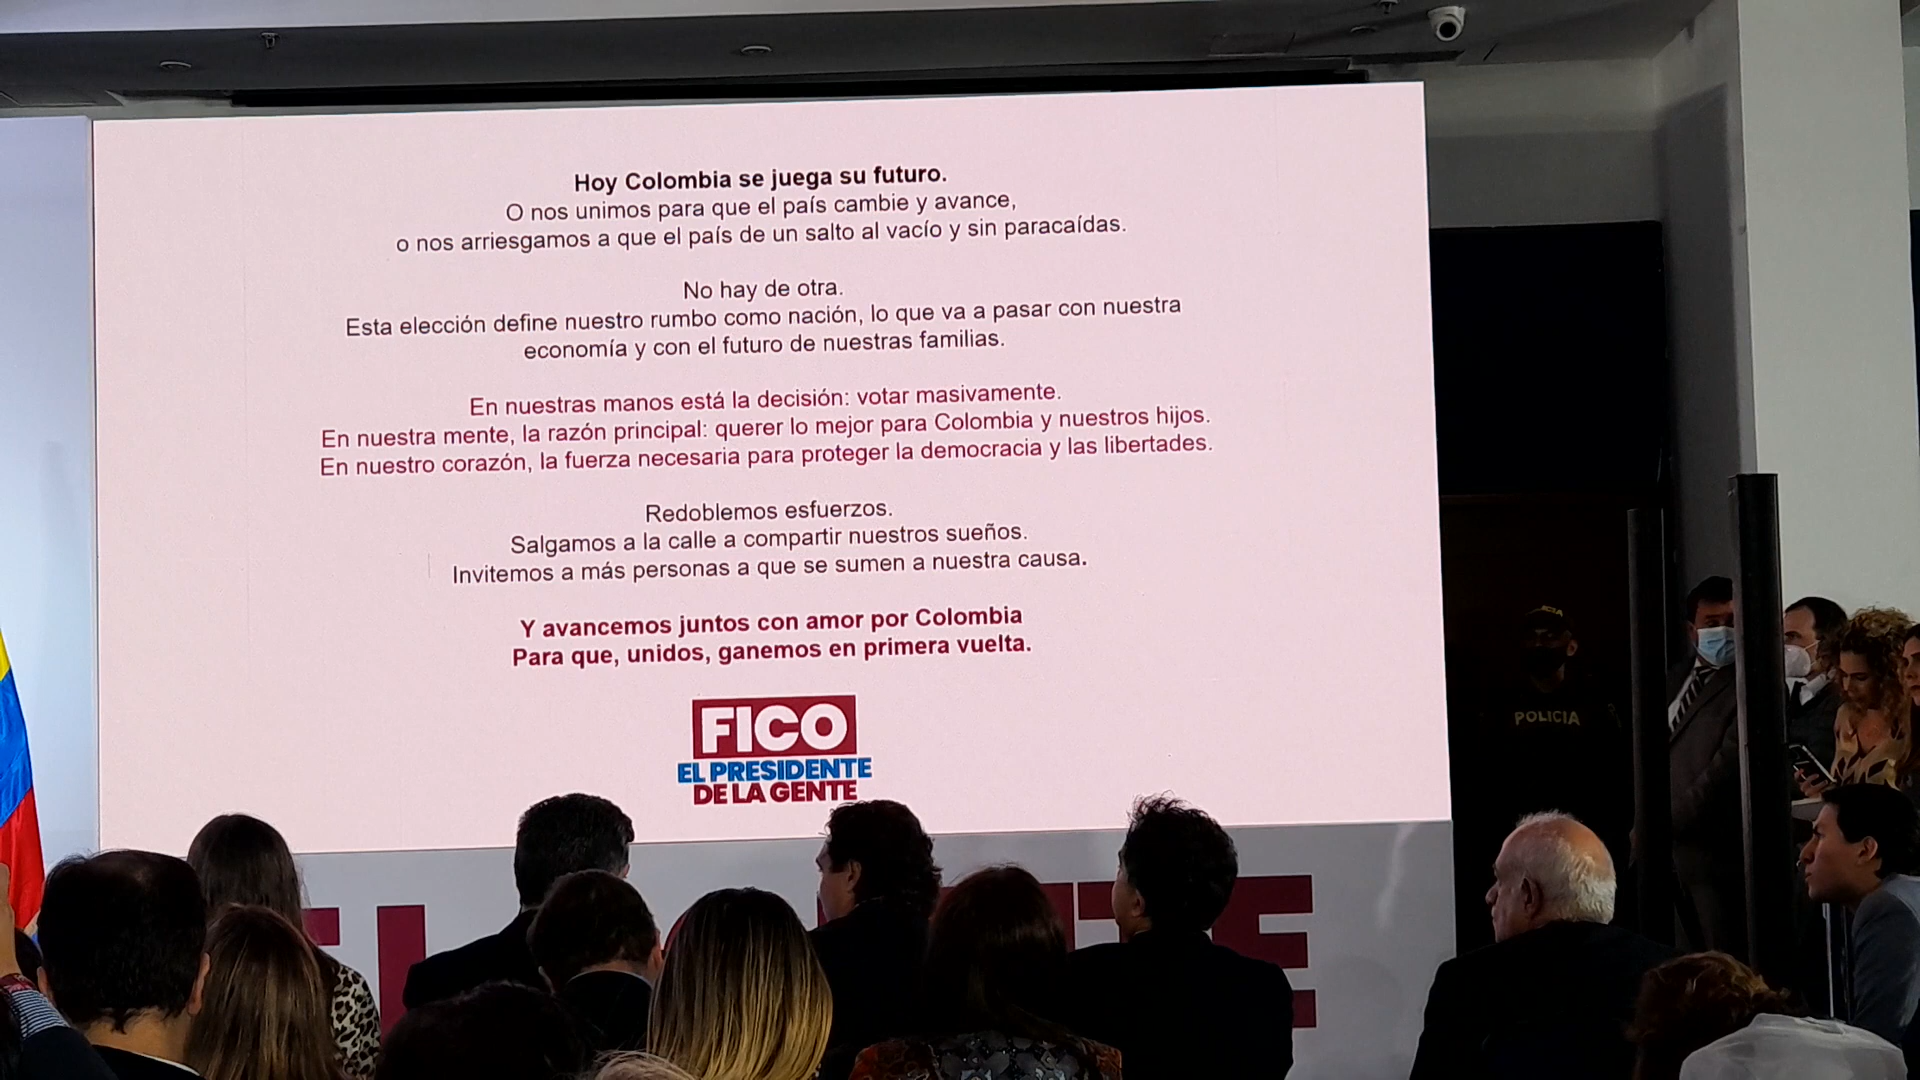 Hoy Colombia se juega su futuro.
O nos unimos para que el país cambie y avance,
o nos arriesgamos a que el país de un salto al vacío y sin paracaídas.
No hay de otra.
Esta elección define nuestro rumbo como nación, lo que va a pasar con nuestra
economía y con el futuro de nuestras familias.
En nuestras manos está la decisión: votar masivamente.
En nuestra mente, la razón principal: querer lo mejor para Colombia y nuestros hijos.
En nuestro corazón, la fuerza necesaria para proteger la democracia y las libertades.
Redoblemos esfuerzos.
Salgamos a la calle a compartir nuestros sueños.
Invitemos a más personas a que se sumen a nuestra causa.
Y avancemos juntos con amor por Colombia
Para que, unidos, ganemos en primera vuelta.
FICO
EL PRESIDENTE
DE LA GENTE
POLICIA